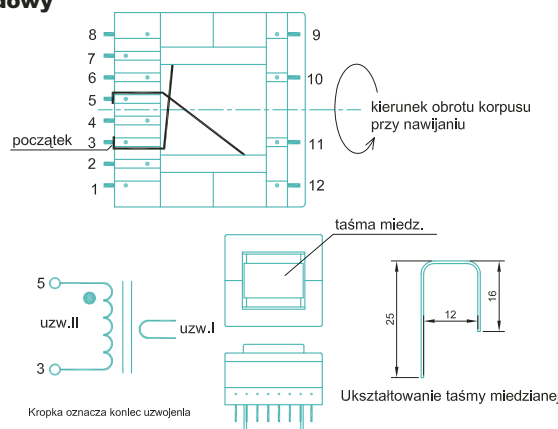 dowy
8
7
6
5
4
3
2
1
początek
9
10
11
12
kierunek obrotu korpusu
przy nawijaniu
taśma miedz.
5
uzw.II
3
uzw.I
25
12
16
Kropka oznacza koniec uzwojenia
Ukształtowanie taśmy miedzianej